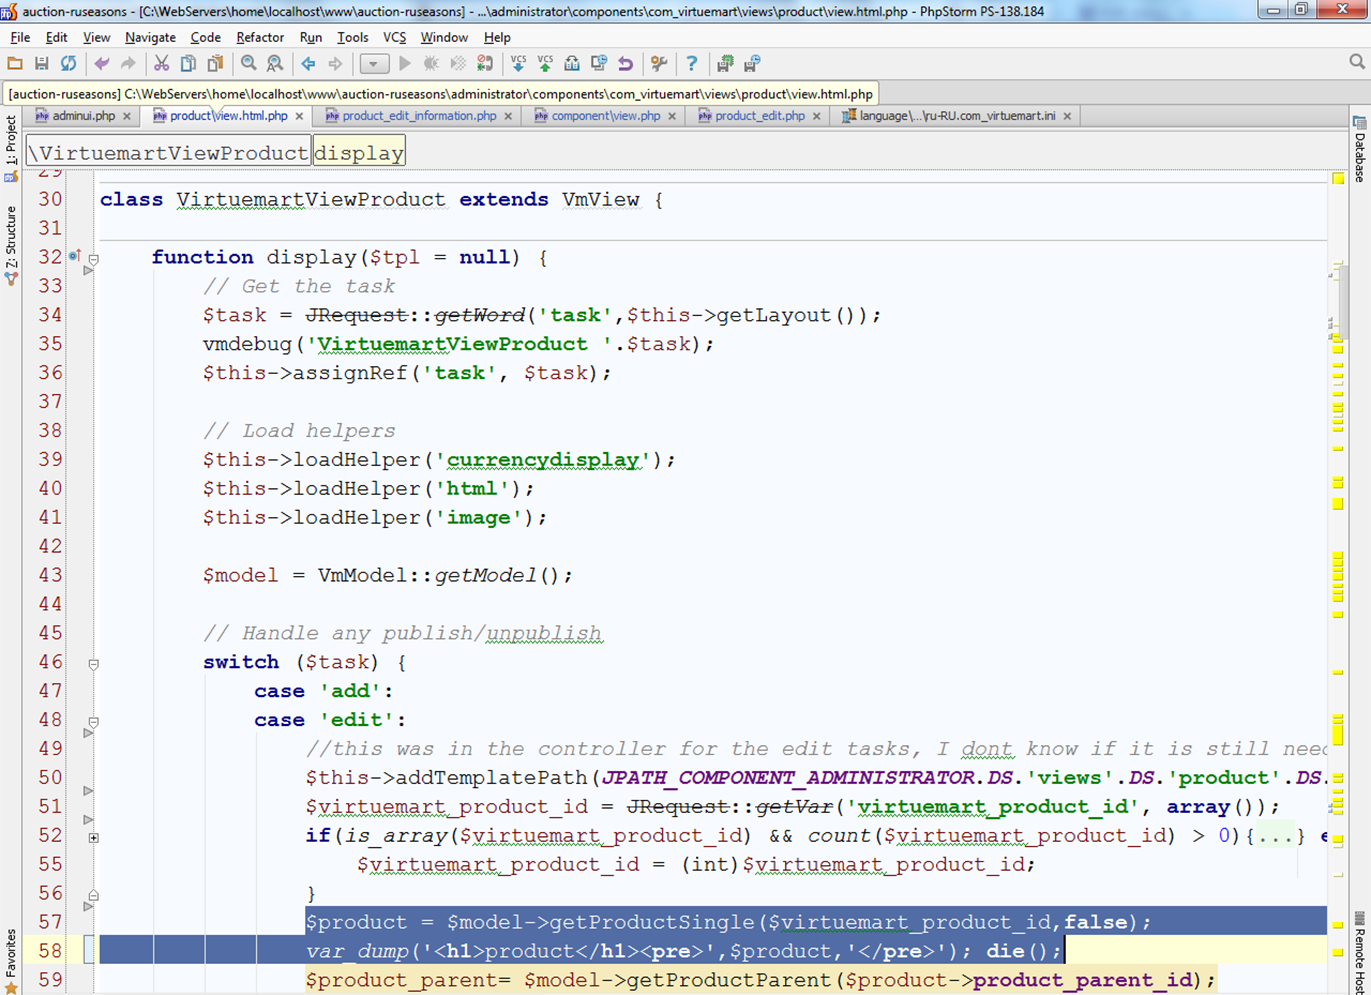 auction-ruseasons - [C:\WebServers\home\localhost\www\auction-ruseasons] - ...\administrator\components\com_virtuemart\views\product\view.html.php - PhpStorm PS-138.184
File Edit View Navigate Code Refactor Run Tools VCS Window Help
[auction-ruseasons] C:\WebServers\home\localhost\www\auction-ruseasons\administrator\components\com_virtuemart\views\product\view.html.php
adminui.php product\view.html.php product_edit_information.php component\view.php product_edit.php language\...\ru-RU.com_virtuemart.ini
\VirtuemartViewProduct display
1: Project
Z: Structure
Favorites
Database
Remote Host
29
30 class VirtuemartViewProduct extends VmView {
31
32 function display($tpl = null) {
33 // Get the task
34 $task = JRequest::getWord('task',$this->getLayout());
35 vmdebug('VirtuemartViewProduct '.$task);
36 $this->assignRef('task', $task);
37
38 // Load helpers
39 $this->loadHelper('currencydisplay');
40 $this->loadHelper('html');
41 $this->loadHelper('image');
42
43 $model = VmModel::getModel();
44
45 // Handle any publish/unpublish
46 switch ($task) {
47 case 'add':
48 case 'edit':
49 //this was in the controller for the edit tasks, I dont know if it is still need
50 $this->addTemplatePath(JPATH_COMPONENT_ADMINISTRATOR.DS.'views'.DS.'product'.DS.
51 $virtuemart_product_id = JRequest::getVar('virtuemart_product_id', array());
52 if(is_array($virtuemart_product_id) && count($virtuemart_product_id) > 0){...} e
55 $virtuemart_product_id = (int)$virtuemart_product_id;
56 }
57 $product = $model->getProductSingle($virtuemart_product_id,false);
58 var_dump('<h1>product</h1><pre>',$product,'</pre>'); die();
59 $product_parent= $model->getProductParent($product->product_parent_id);